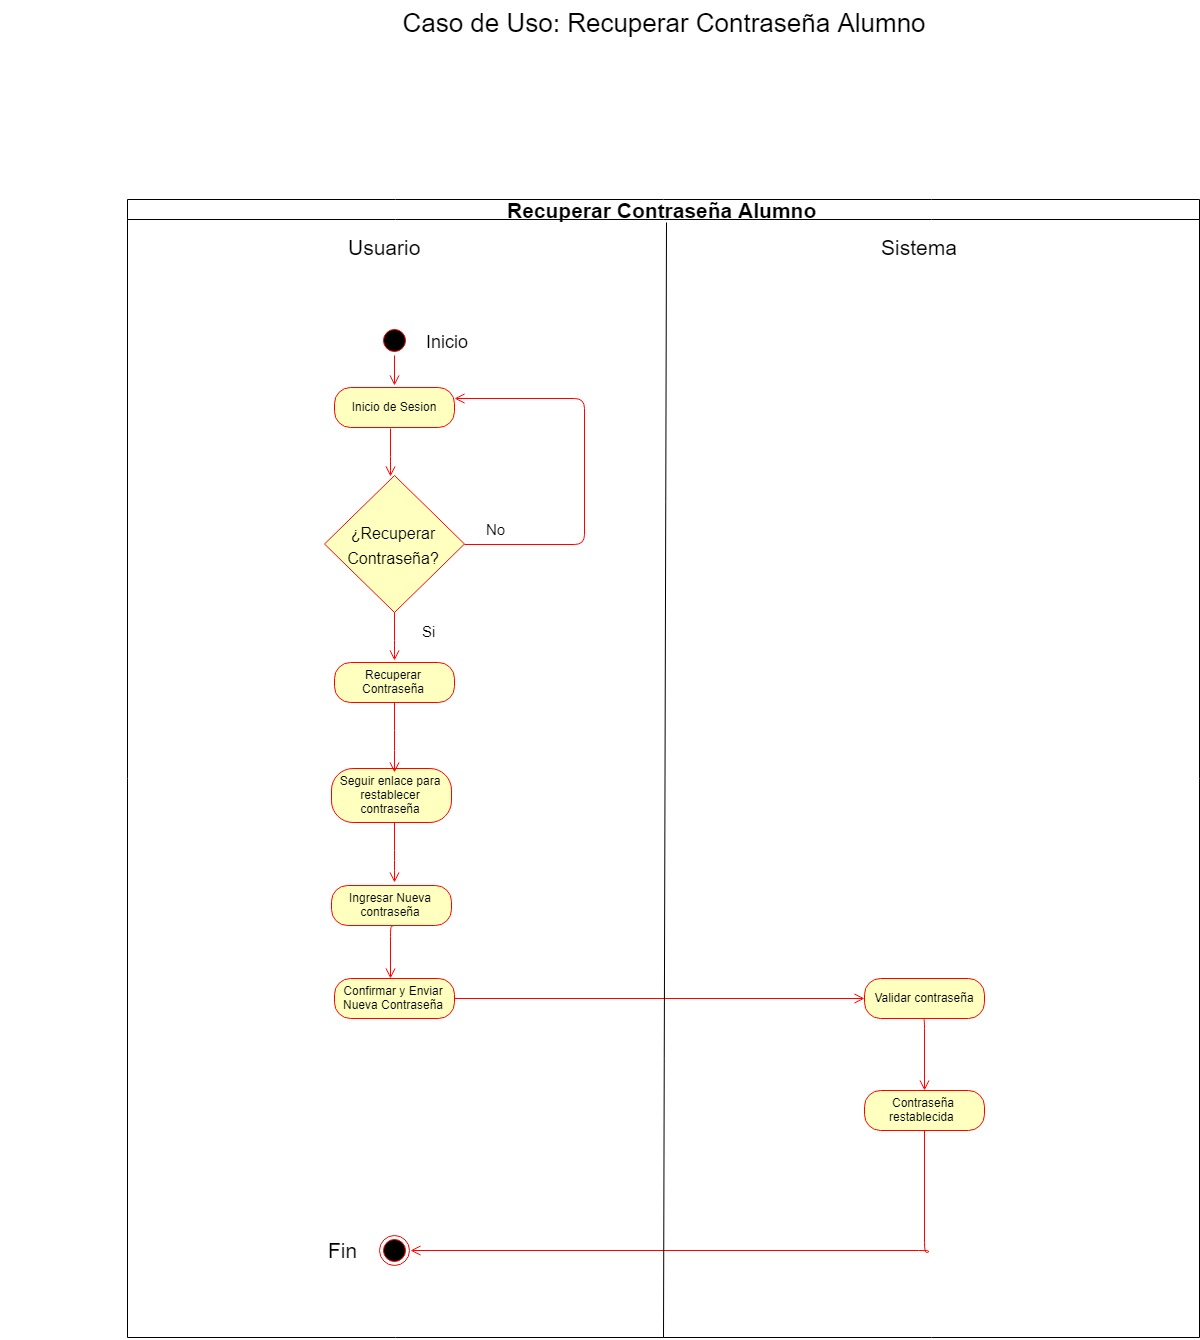 Caso de Uso: Recuperar Contraseña Alumno
Recuperar Contraseña Alumno
Usuario
Sistema
Inicio
Inicio de Sesion
¿Recuperar
Contraseña?
No
Si
Recuperar
Contraseña
Seguir enlace para
restablecer
contraseña
Ingresar Nueva
contraseña
Confirmar y Enviar
Nueva Contraseña
Validar contraseña
Contraseña
restablecida
Fin